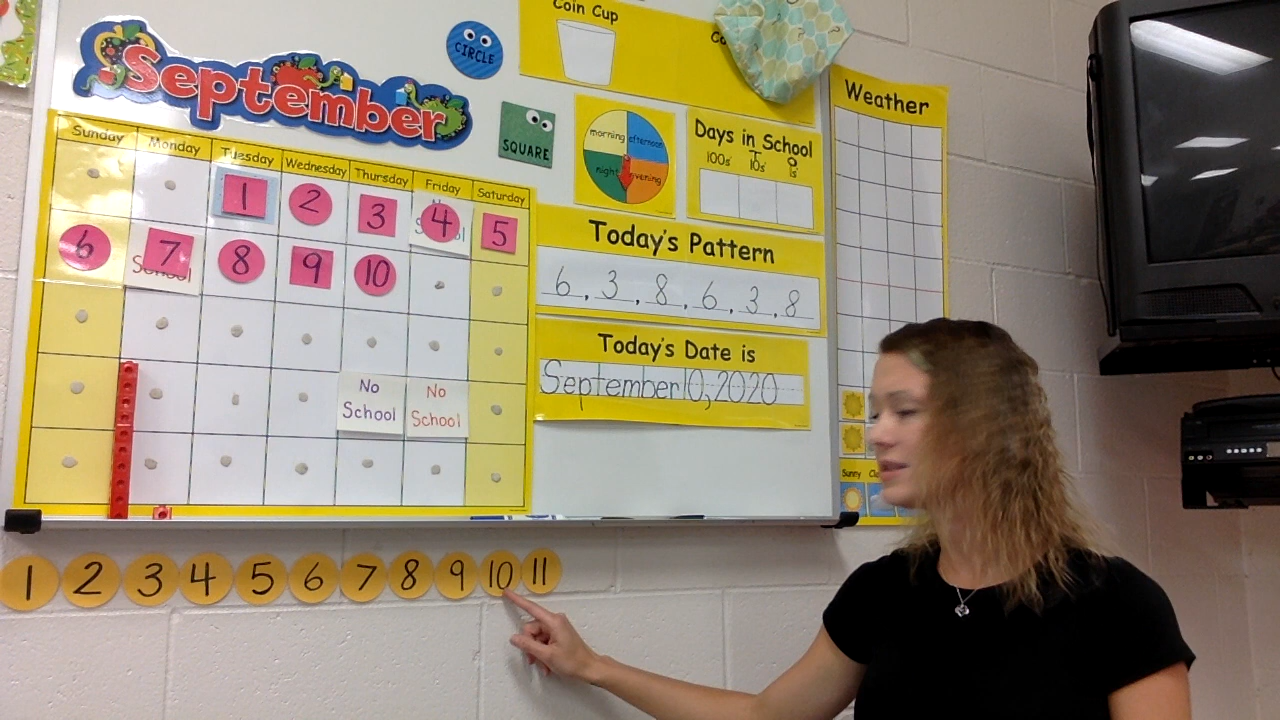 Coin Cup
Co
CIRCLE
September
SQUARE
Sunday Monday Tuesday Wednesday Thursday Friday Saturday
1 2 3 4 5
6 7 8 9 10
School
No School
No School
morning afternoon
night evening
Days in School
100s 10s 1s
Today's Pattern
6, 3, 8, 6, 3, 8
Today's Date is
September 10, 2020
Weather
Sunny Clo
1 2 3 4 5 6 7 8 9 10 11